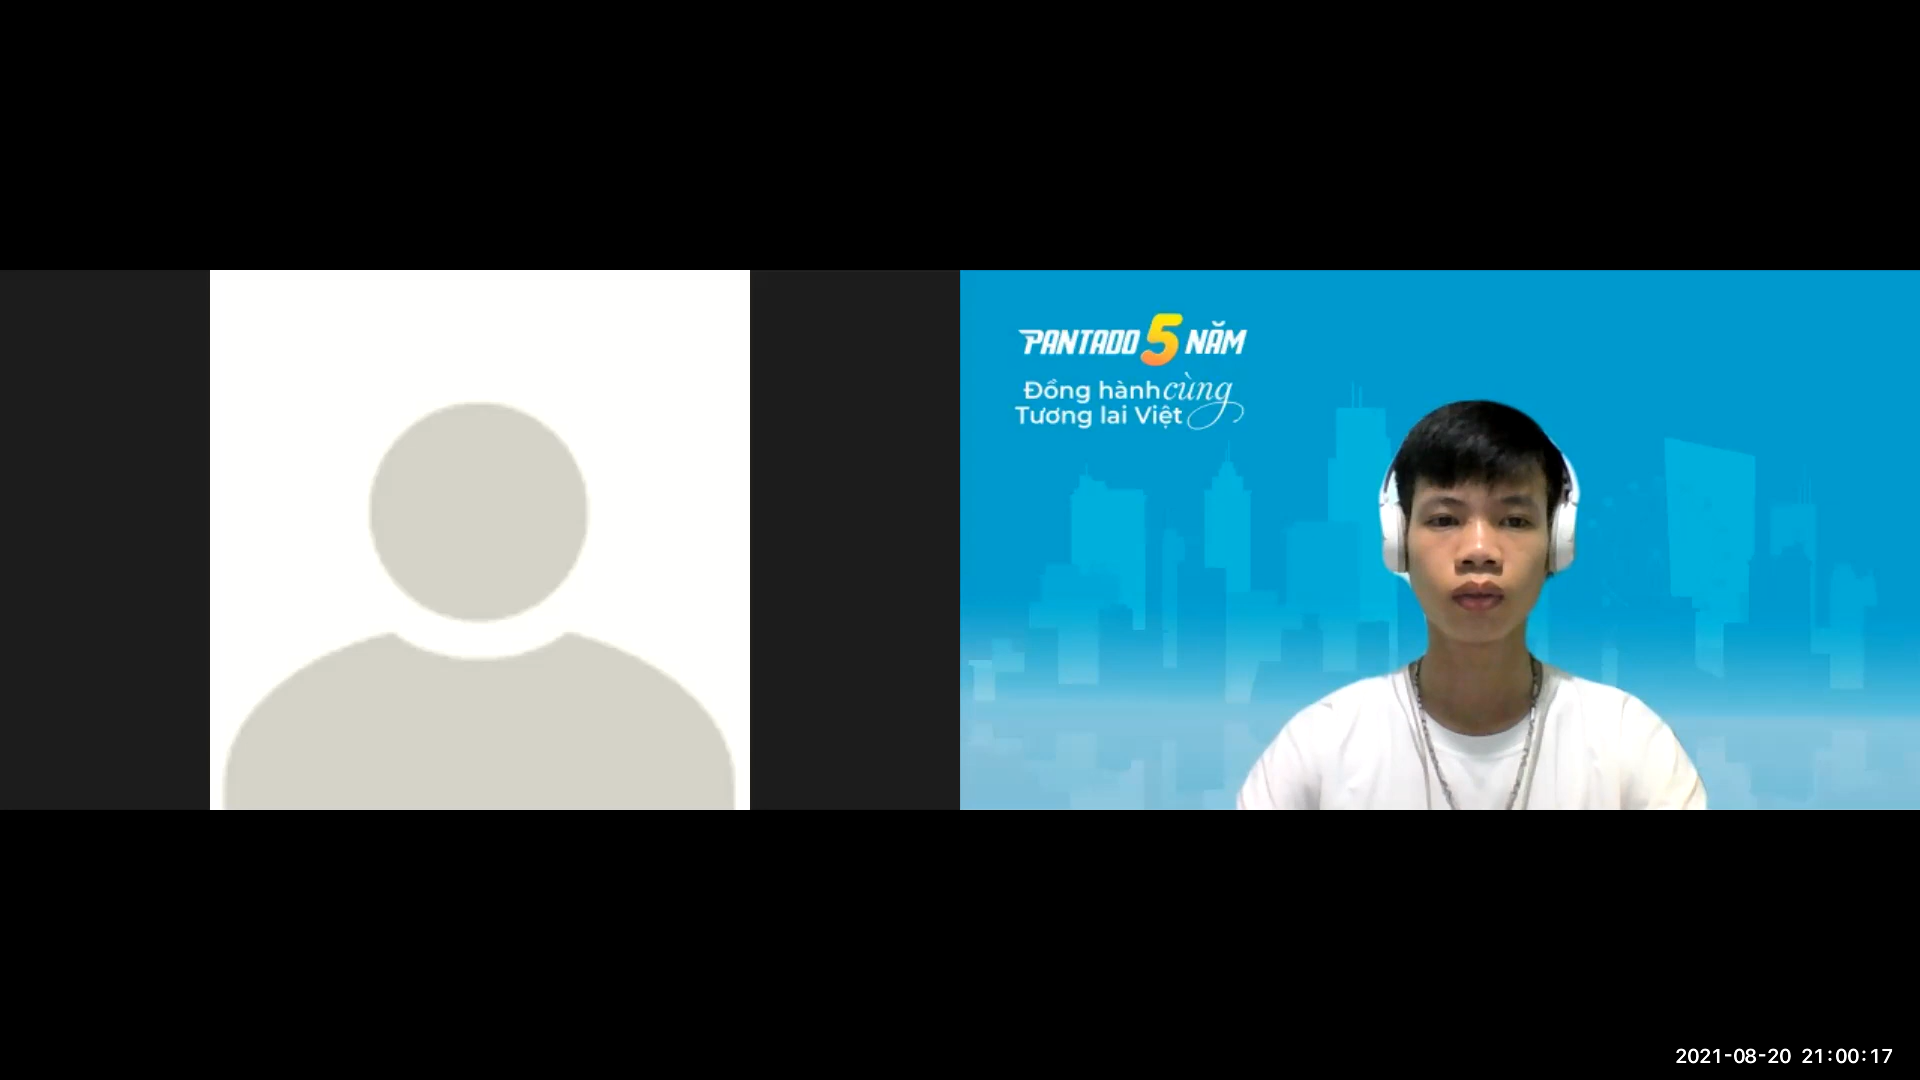 PANTADO 5 NĂM
Đồng hành cùng
Tương lai Việt
2021-08-20 21:00:17